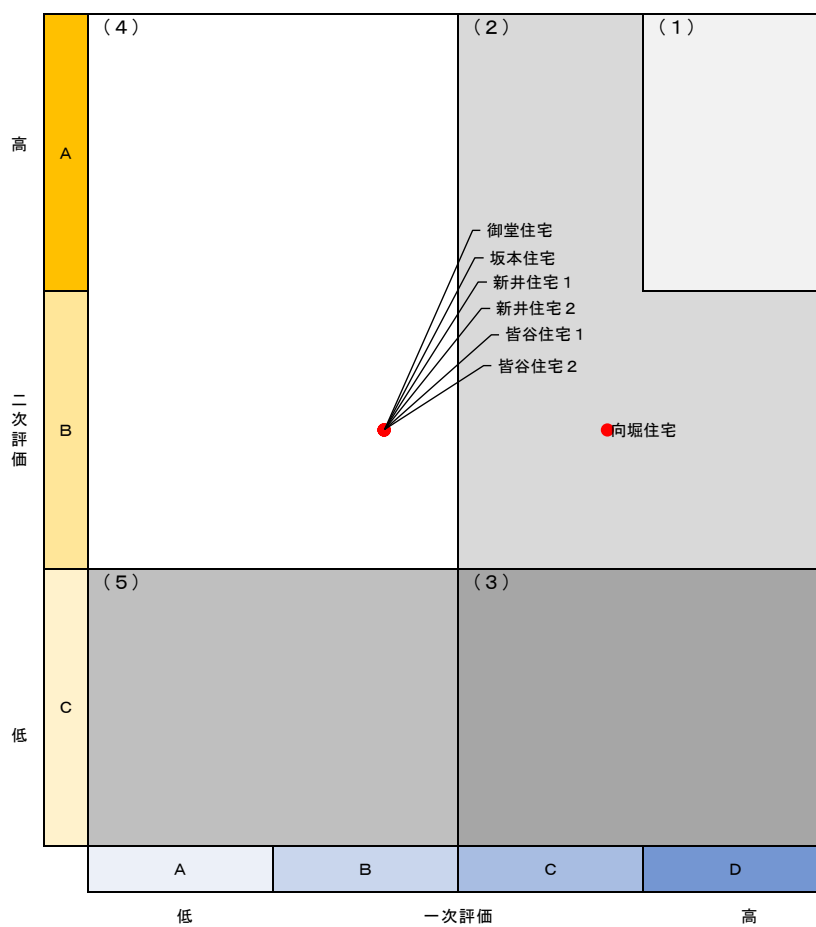 （４）
（２）
（１）
高
Ａ
御堂住宅
坂本住宅
新井住宅１
新井住宅２
皆谷住宅１
皆谷住宅２
二次評価
Ｂ
向堀住宅
（５）
（３）
Ｃ
低
Ａ
Ｂ
Ｃ
Ｄ
低
一次評価
高